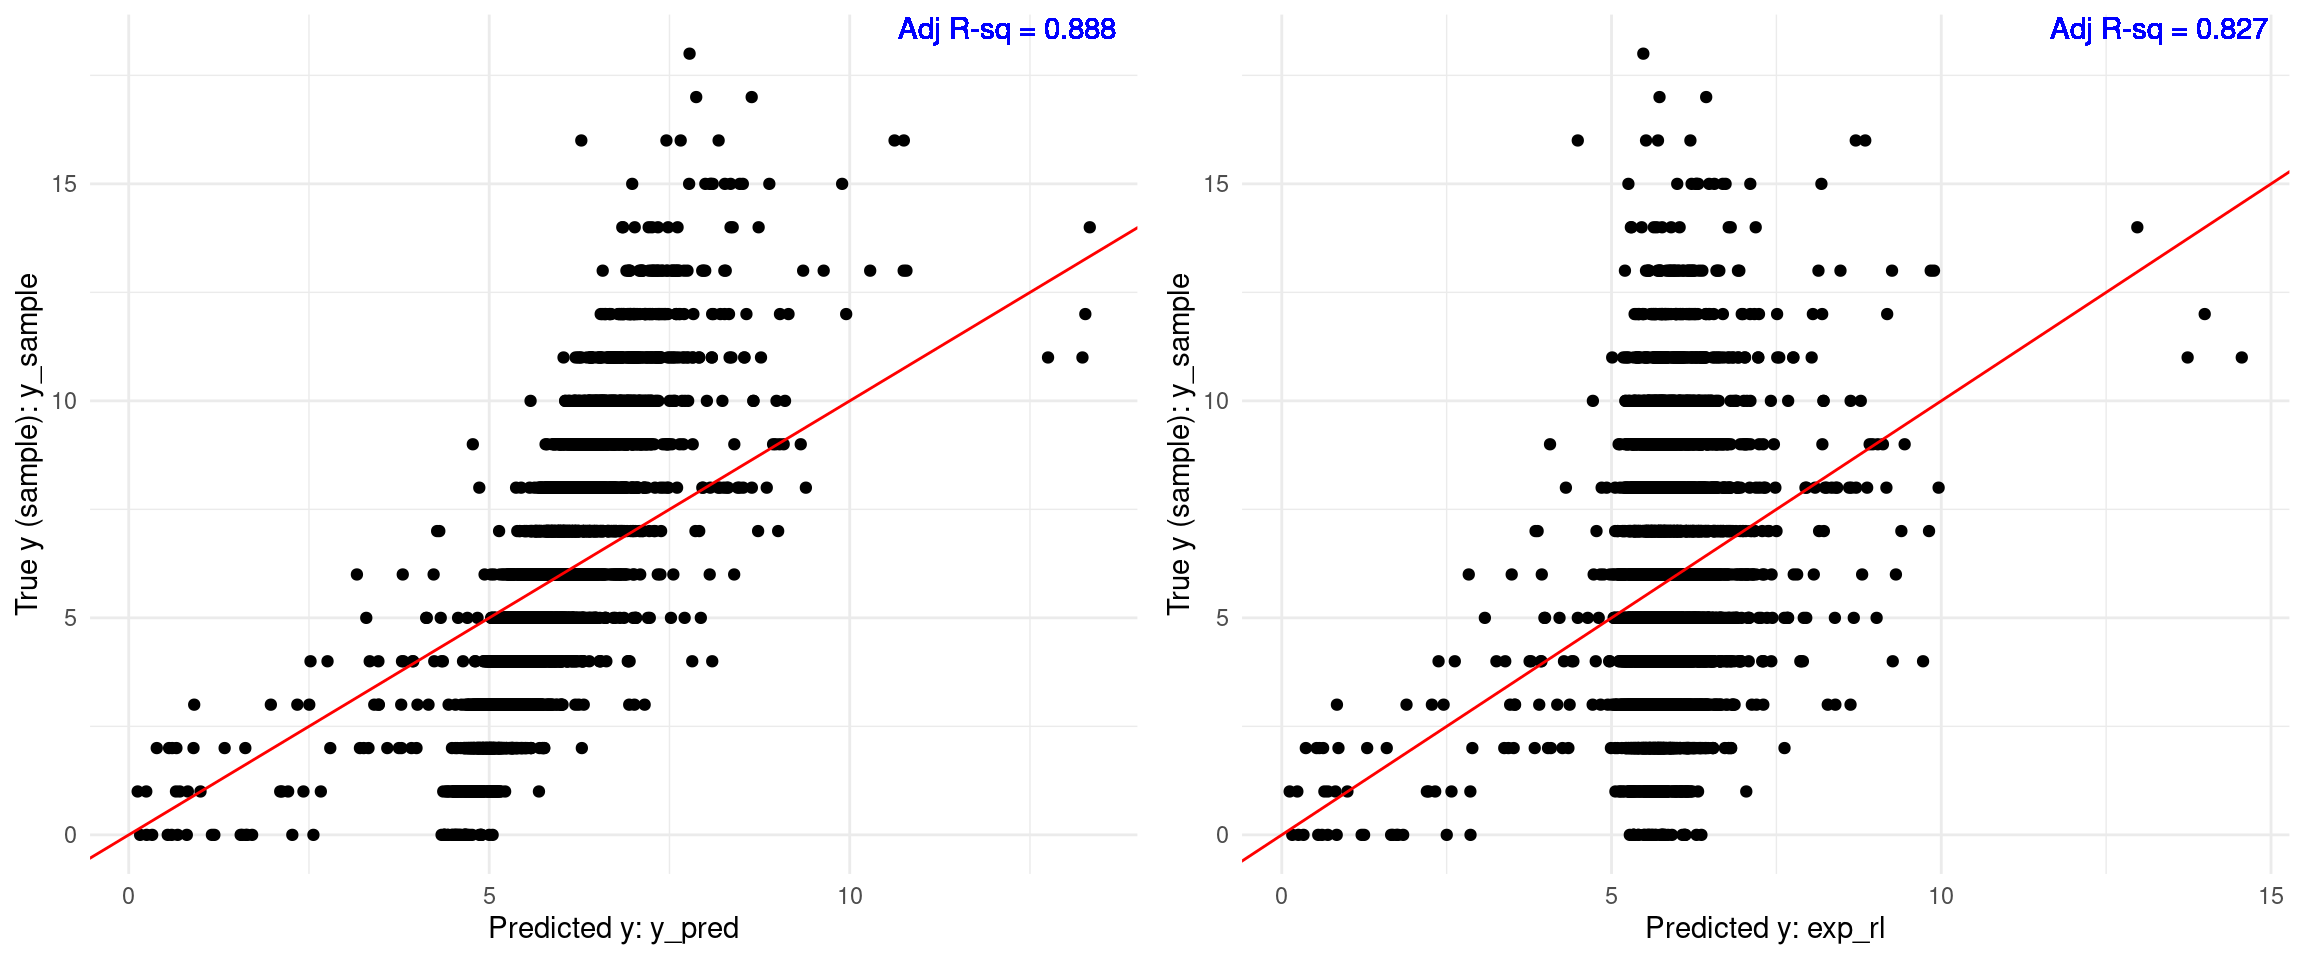 Adj R-sq = 0.888
True y (sample): y_sample
15
10
5
0
0
5
10
Predicted y: y_pred
Adj R-sq = 0.827
True y (sample): y_sample
15
10
5
0
0
5
10
15
Predicted y: exp_rl